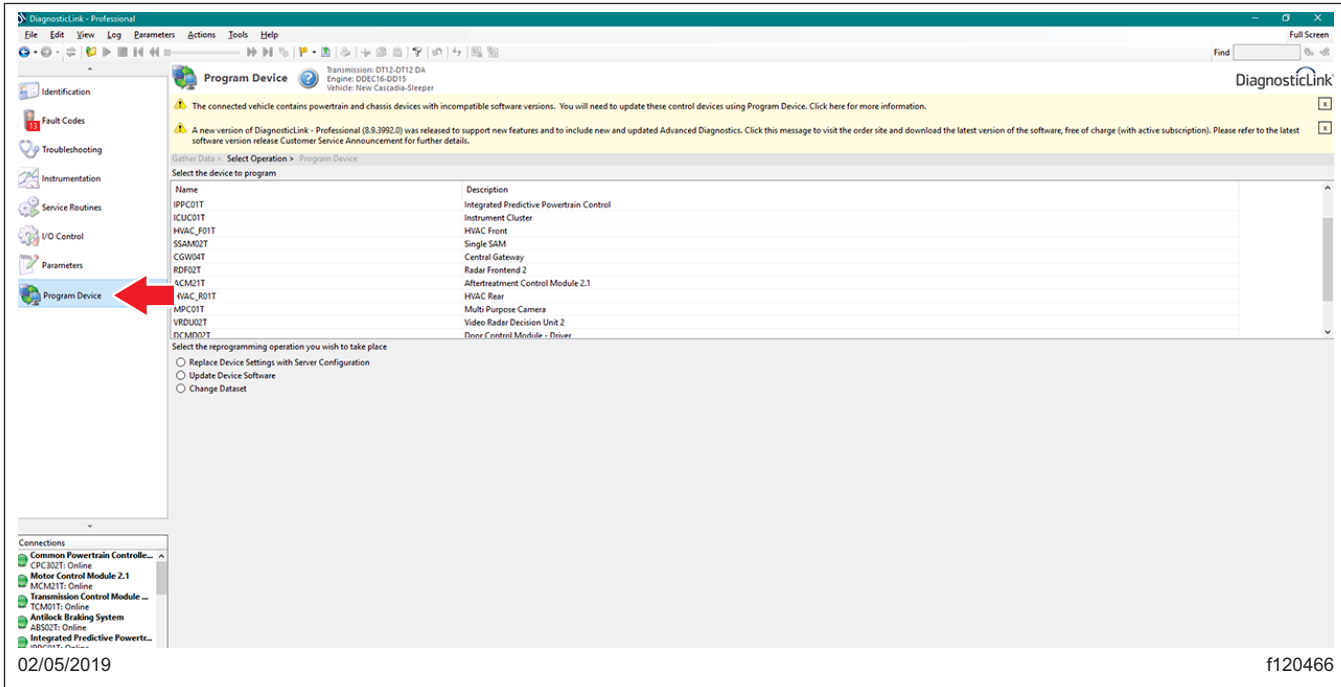 DiagnosticLink - Professional
File Edit View Log Parameters Actions Tools Help Full Screen
Find
Identification
Fault Codes
13
Troubleshooting
Instrumentation
Service Routines
I/O Control
Parameters
Program Device
Program Device
Transmission: DT12-DT12 DA
Engine: DDEC16-DD15
Vehicle: New Cascadia-Sleeper
DiagnosticLink
The connected vehicle contains powertrain and chassis devices with incompatible software versions. You will need to update these control devices using Program Device. Click here for more information.
x
A new version of DiagnosticLink - Professional (8.9.3992.0) was released to support new features and to include new and updated Advanced Diagnostics. Click this message to visit the order site and download the latest version of the software, free of charge (with active subscription). Please refer to the latest
software version release Customer Service Announcement for further details.
x
Gather Data > Select Operation > Program Device
Select the device to program
Name Description
IPPC01T Integrated Predictive Powertrain Control
ICUC01T Instrument Cluster
HVAC_F01T HVAC Front
SSAM02T Single SAM
CGW04T Central Gateway
RDF02T Radar Frontend 2
ACM21T Aftertreatment Control Module 2.1
HVAC_R01T HVAC Rear
MPC01T Multi Purpose Camera
VRDU02T Video Radar Decision Unit 2
DCMD02T Door Control Module - Driver
Select the reprogramming operation you wish to take place
Replace Device Settings with Server Configuration
Update Device Software
Change Dataset
Connections
Common Powertrain Controlle...
CPC302T: Online
Motor Control Module 2.1
MCM21T: Online
Transmission Control Module ...
TCM01T: Online
Antilock Braking System
ABS02T: Online
Integrated Predictive Powertr...
IPPC01T: Online
02/05/2019 f120466